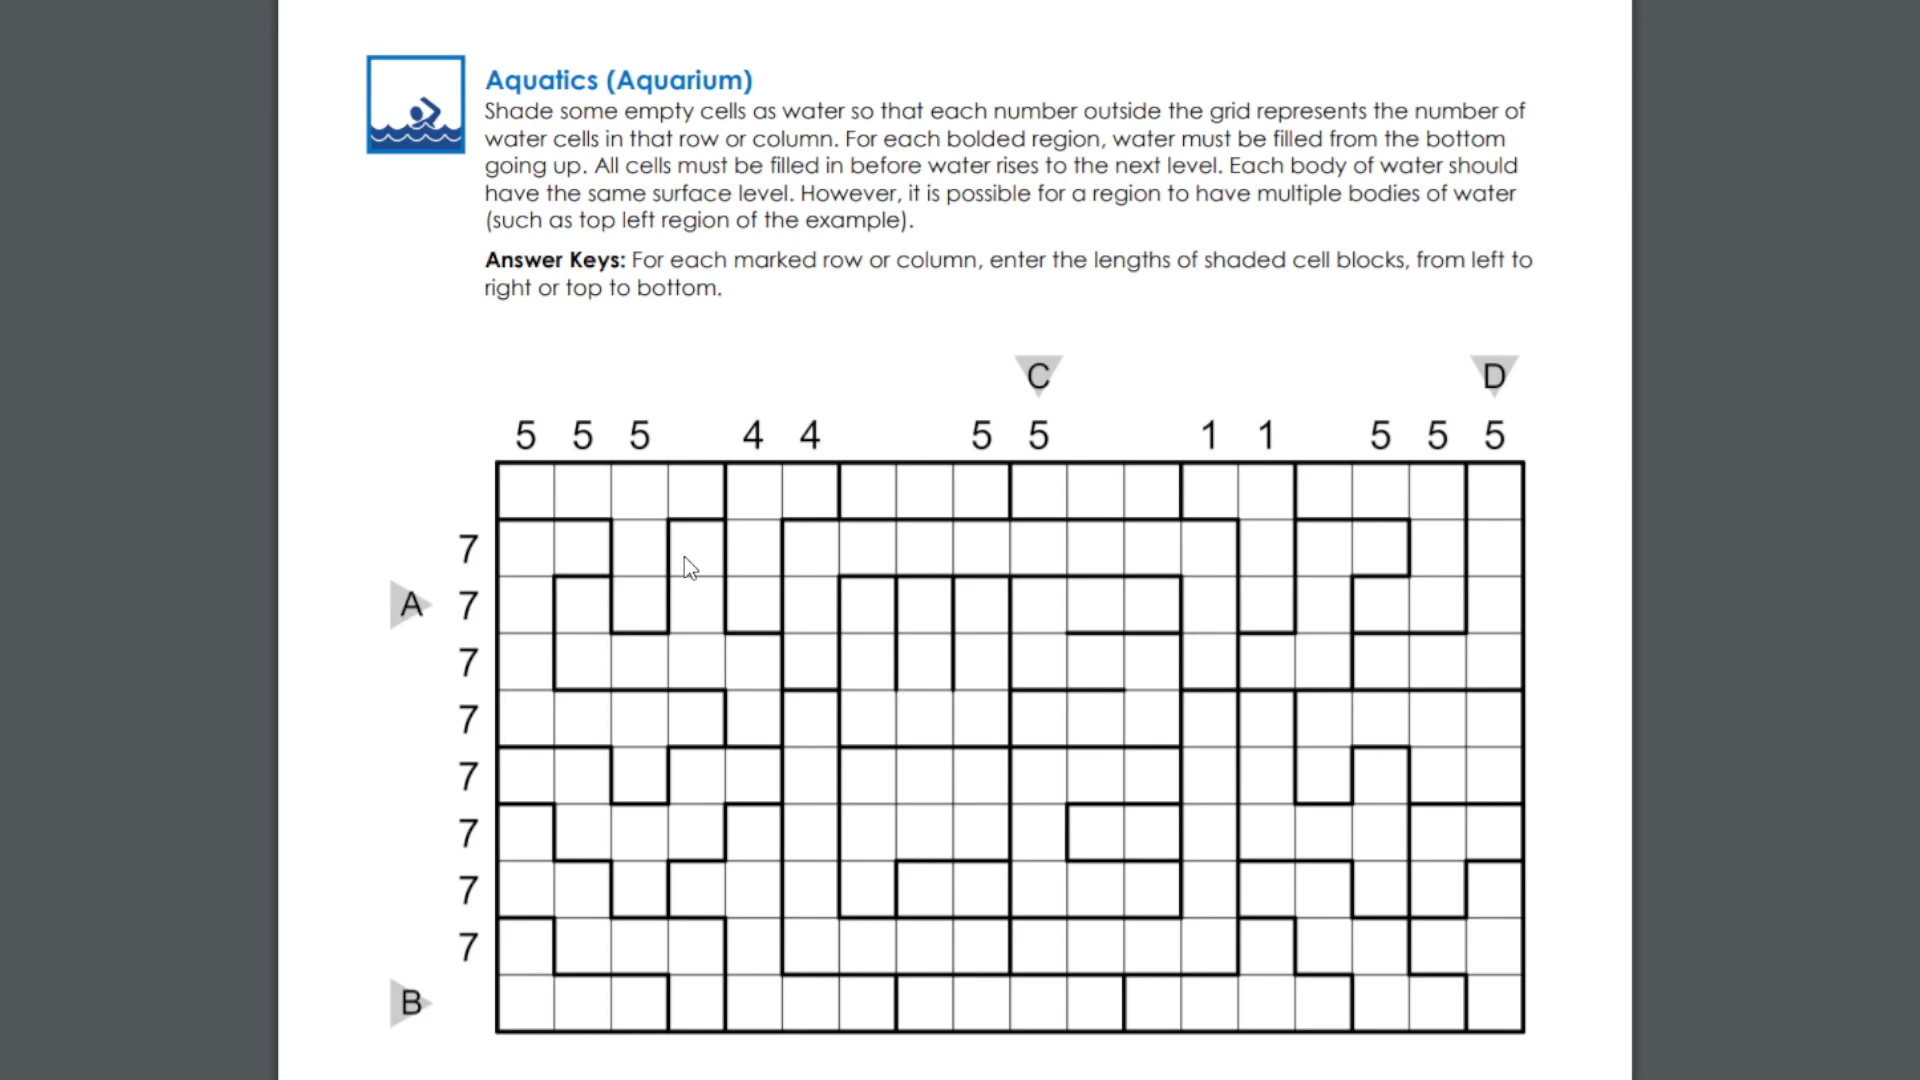 Aquatics (Aquarium)
Shade some empty cells as water so that each number outside the grid represents the number of
water cells in that row or column. For each bolded region, water must be filled from the bottom
going up. All cells must be filled in before water rises to the next level. Each body of water should
have the same surface level. However, it is possible for a region to have multiple bodies of water
(such as top left region of the example).
Answer Keys: For each marked row or column, enter the lengths of shaded cell blocks, from left to
right or top to bottom.
C D
5 5 5 4 4 5 5 1 1 5 5 5
7
A 7
7
7
7
7
7
7
B